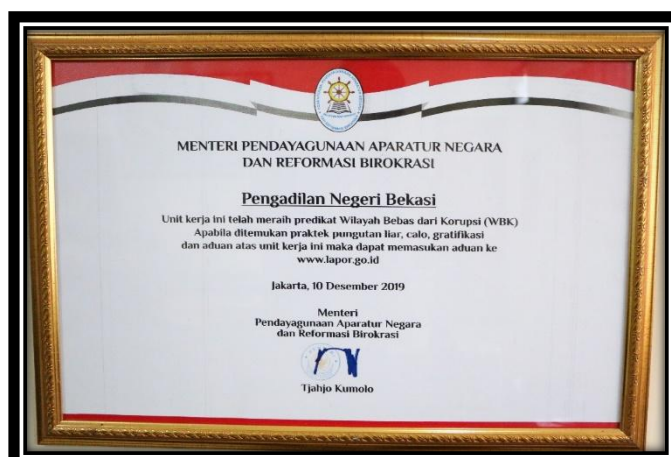 MENTERI PENDAYAGUNAAN APARATUR NEGARA
DAN REFORMASI BIROKRASI
Pengadilan Negeri Bekasi
Unit kerja ini telah meraih predikat Wilayah Bebas dari Korupsi (WBK)
Apabila ditemukan praktek pungutan liar, calo, gratifikasi
dan aduan atas unit kerja ini maka dapat memasukan aduan ke
www.lapor.go.id
Jakarta, 10 Desember 2019
Menteri
Pendayagunaan Aparatur Negara
dan Reformasi Birokrasi
Tjahjo Kumolo